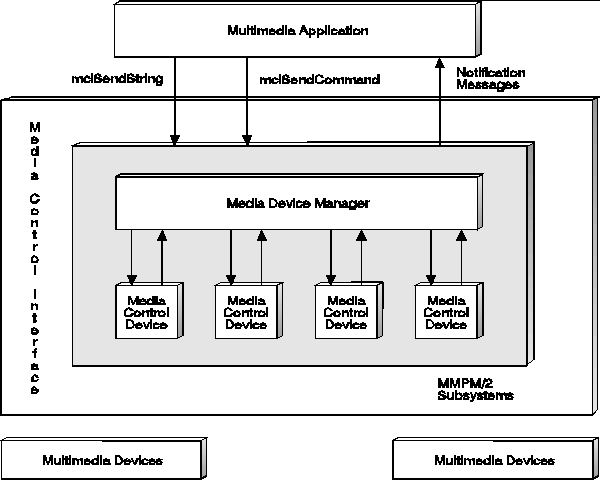 Multimedia Application
mciSendString
mciSendCommand
Notification
Messages
Media Control Interface
Media Device Manager
Media
Control
Device
Media
Control
Device
Media
Control
Device
Media
Control
Device
MMPM/2
Subsystems
Multimedia Devices
Multimedia Devices